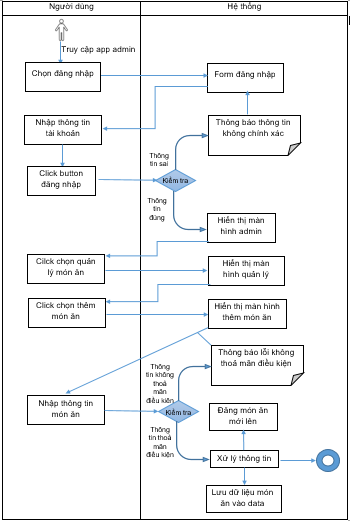 Người dùng
Hệ thống
Truy cập app admin
Chọn đăng nhập
Form đăng nhập
Nhập thông tin
tài khoản
Thông báo thông tin
không chính xác
Thông
tin sai
Click button
đăng nhập
Kiểm tra
Thông
tin
đúng
Hiển thị màn
hình admin
Cilck chọn quản
lý món ăn
Hiển thị màn
hình quản lý
Click chọn thêm
món ăn
Hiển thị màn hình
thêm món ăn
Thông báo lỗi không
thoả mãn điều kiện
Thông
tin không
thoả
mãn
điều kiện
Nhập thông tin
món ăn
Kiểm tra
Đăng món ăn
mới lên
Thông
tin thoả
mãn
điều kiện
Xử lý thông tin
Lưu dữ liệu món
ăn vào data